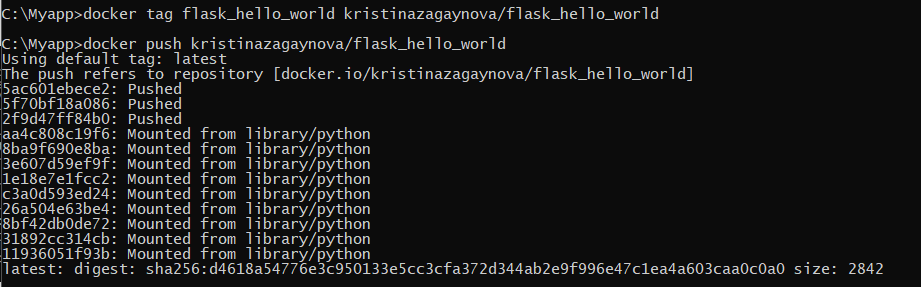 C:\Myapp>docker tag flask_hello_world kristinazagaynova/flask_hello_world
C:\Myapp>docker push kristinazagaynova/flask_hello_world
Using default tag: latest
The push refers to repository [docker.io/kristinazagaynova/flask_hello_world]
5ac601ebece2: Pushed
5f70bf18a086: Pushed
2f9d47ff84b0: Pushed
aa4c808c19f6: Mounted from library/python
8ba9f690e8ba: Mounted from library/python
3e607d59ef9f: Mounted from library/python
1e18e7e1fcc2: Mounted from library/python
c3a0d593ed24: Mounted from library/python
26a504e63be4: Mounted from library/python
8bf42db0de72: Mounted from library/python
31892cc314cb: Mounted from library/python
11936051f93b: Mounted from library/python
latest: digest: sha256:d4618a54776e3c950133e5cc3cfa372d344ab2e9f996e47c1ea4a603caa0c0a0 size: 2842